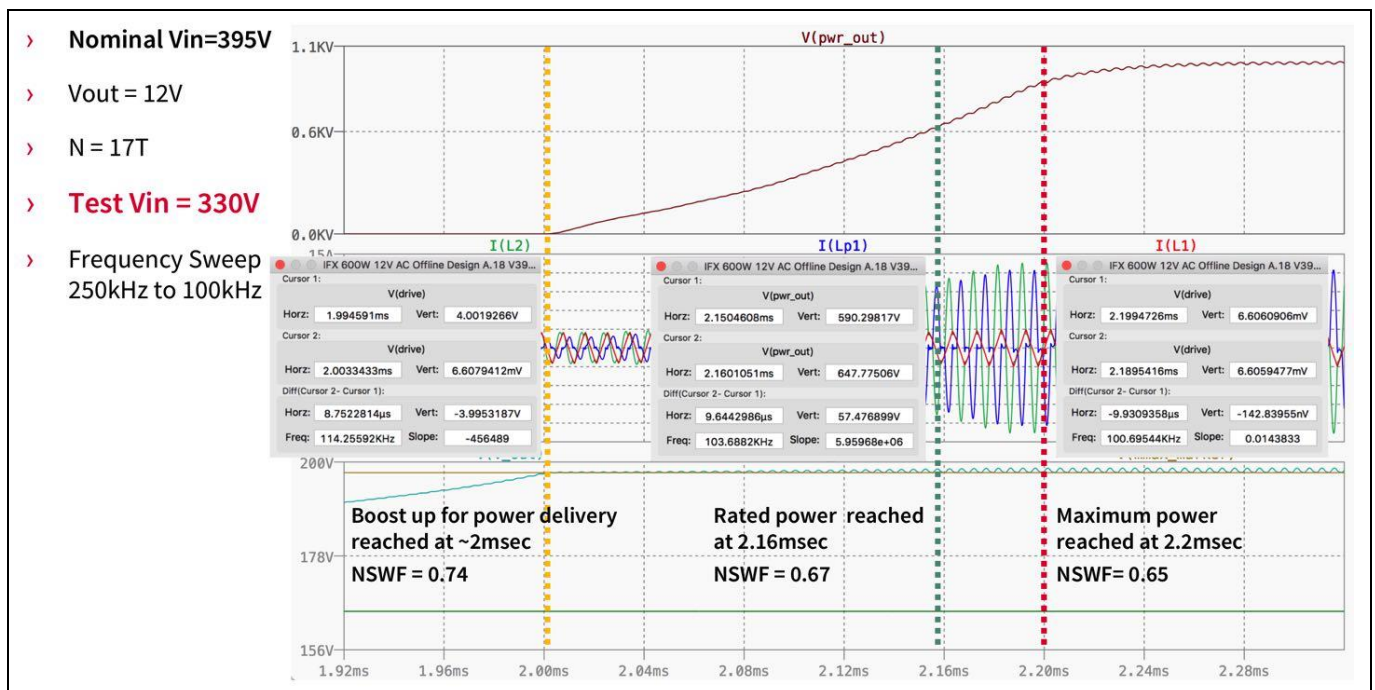 › Nominal Vin=395V
› Vout = 12V
› N = 17T
› Test Vin = 330V
› Frequency Sweep
250kHz to 100kHz
V(pwr_out)
1.1KV
0.6KV
0.0KV
I(L2) I(Lp1) I(L1)
15A
IFX 600W 12V AC Offline Design A.18 V39...
Cursor 1:
V(drive)
Horz: 1.994591ms Vert: 4.0019266V
Cursor 2:
V(drive)
Horz: 2.0033433ms Vert: 6.6079412mV
Diff(Cursor 2- Cursor 1):
Horz: 8.7522814µs Vert: -3.9953187V
Freq: 114.25592KHz Slope: -456489
IFX 600W 12V AC Offline Design A.18 V39...
Cursor 1:
V(pwr_out)
Horz: 2.1504608ms Vert: 590.29817V
Cursor 2:
V(pwr_out)
Horz: 2.1601051ms Vert: 647.77506V
Diff(Cursor 2- Cursor 1):
Horz: 9.6442986µs Vert: 57.476899V
Freq: 103.6882KHz Slope: 5.95968e+06
IFX 600W 12V AC Offline Design A.18 V39...
Cursor 1:
V(drive)
Horz: 2.1994726ms Vert: 6.6060906mV
Cursor 2:
V(drive)
Horz: 2.1895416ms Vert: 6.6059477mV
Diff(Cursor 2- Cursor 1):
Horz: -9.9309358µs Vert: -142.83955nV
Freq: 100.69544KHz Slope: 0.0143833
200V
178V
156V
Boost up for power delivery
reached at ~2msec
NSWF = 0.74
Rated power reached
at 2.16msec
NSWF = 0.67
Maximum power
reached at 2.2msec
NSWF= 0.65
1.92ms 1.96ms 2.00ms 2.04ms 2.08ms 2.12ms 2.16ms 2.20ms 2.24ms 2.28ms